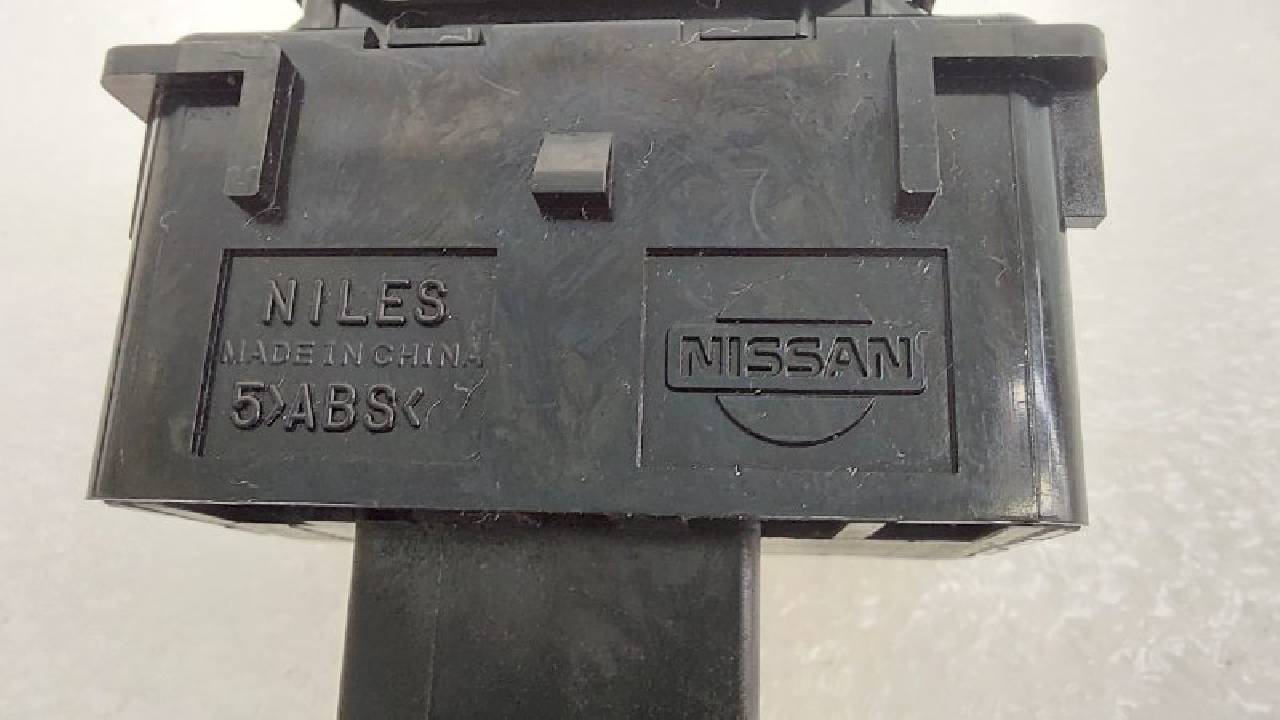 NILES
MADE IN CHINA
5>ABS<
NISSAN